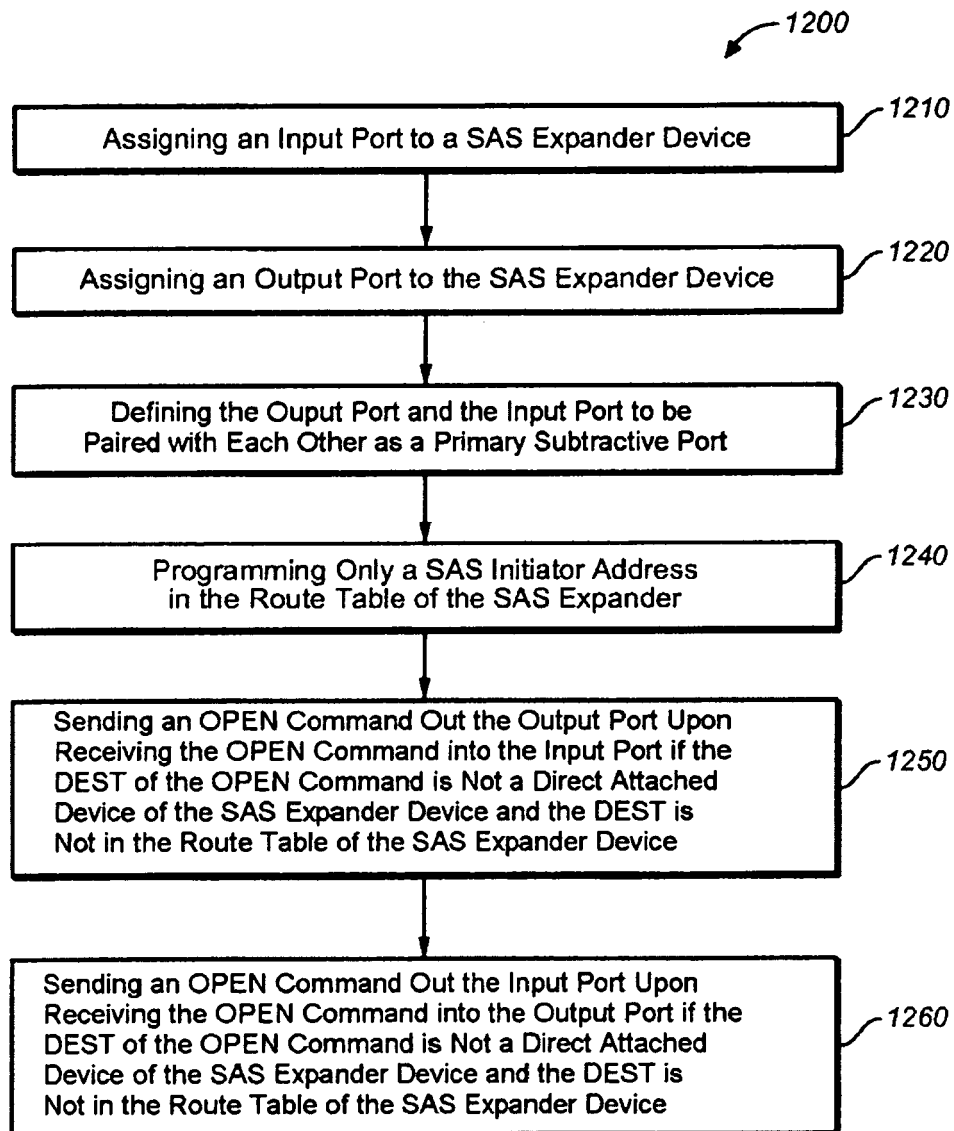 1200
Assigning an Input Port to a SAS Expander Device
1210
Assigning an Output Port to the SAS Expander Device
1220
Defining the Ouput Port and the Input Port to be
Paired with Each Other as a Primary Subtractive Port
1230
Programming Only a SAS Initiator Address
in the Route Table of the SAS Expander
1240
Sending an OPEN Command Out the Output Port Upon
Receiving the OPEN Command into the Input Port if the
DEST of the OPEN Command is Not a Direct Attached
Device of the SAS Expander Device and the DEST is
Not in the Route Table of the SAS Expander Device
1250
Sending an OPEN Command Out the Input Port Upon
Receiving the OPEN Command into the Output Port if the
DEST of the OPEN Command is Not a Direct Attached
Device of the SAS Expander Device and the DEST is
Not in the Route Table of the SAS Expander Device
1260